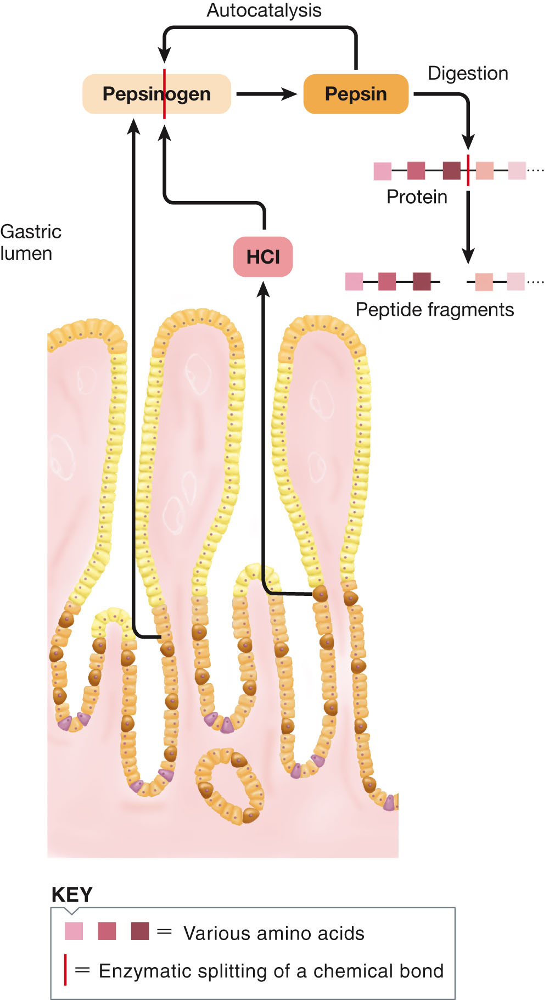 Autocatalysis
Digestion
Pepsinogen
Pepsin
Protein
Gastric
lumen
HCl
Peptide fragments
KEY
= Various amino acids
= Enzymatic splitting of a chemical bond